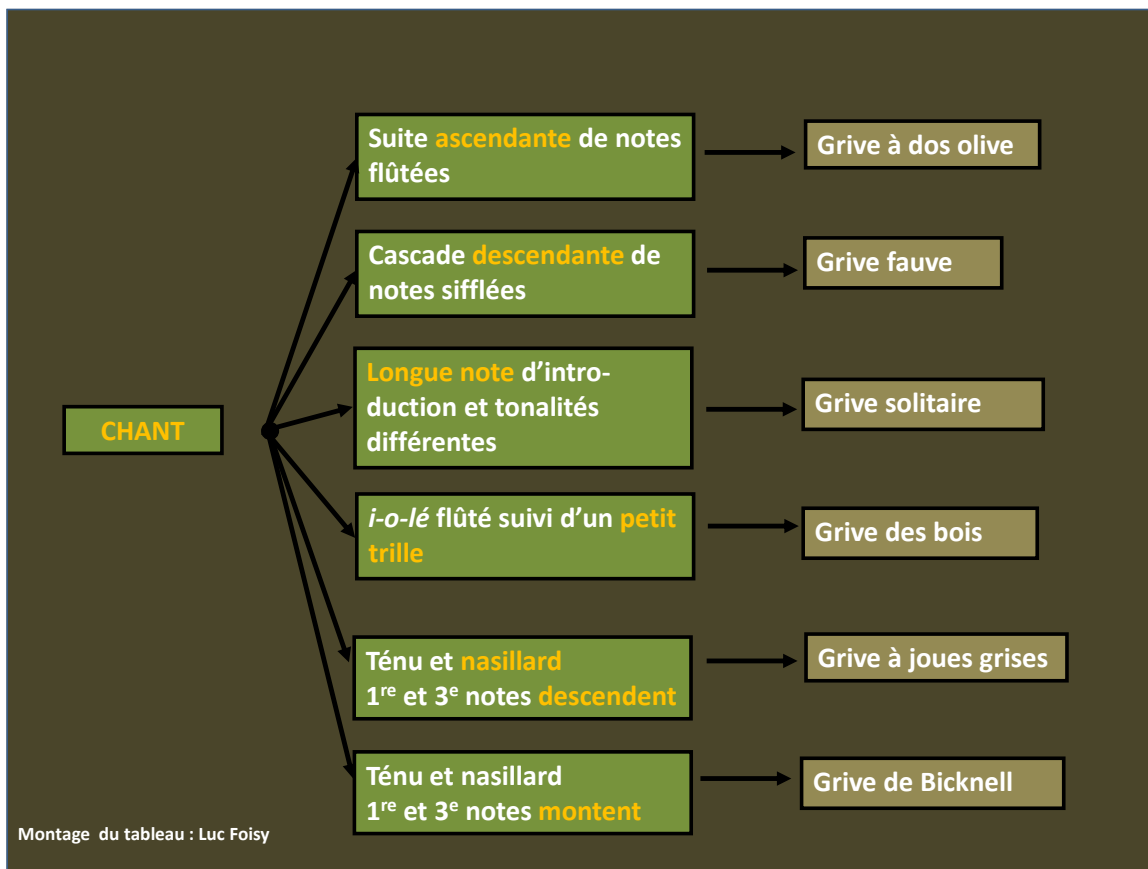 Suite ascendante de notes
flûtées
Grive à dos olive
Cascade descendante de
notes sifflées
Grive fauve
CHANT
Longue note d’intro-
duction et tonalités
différentes
Grive solitaire
i-o-lé flûté suivi d’un petit
trille
Grive des bois
Ténu et nasillard
1re et 3e notes descendent
Grive à joues grises
Ténu et nasillard
1re et 3e notes montent
Grive de Bicknell
Montage du tableau : Luc Foisy